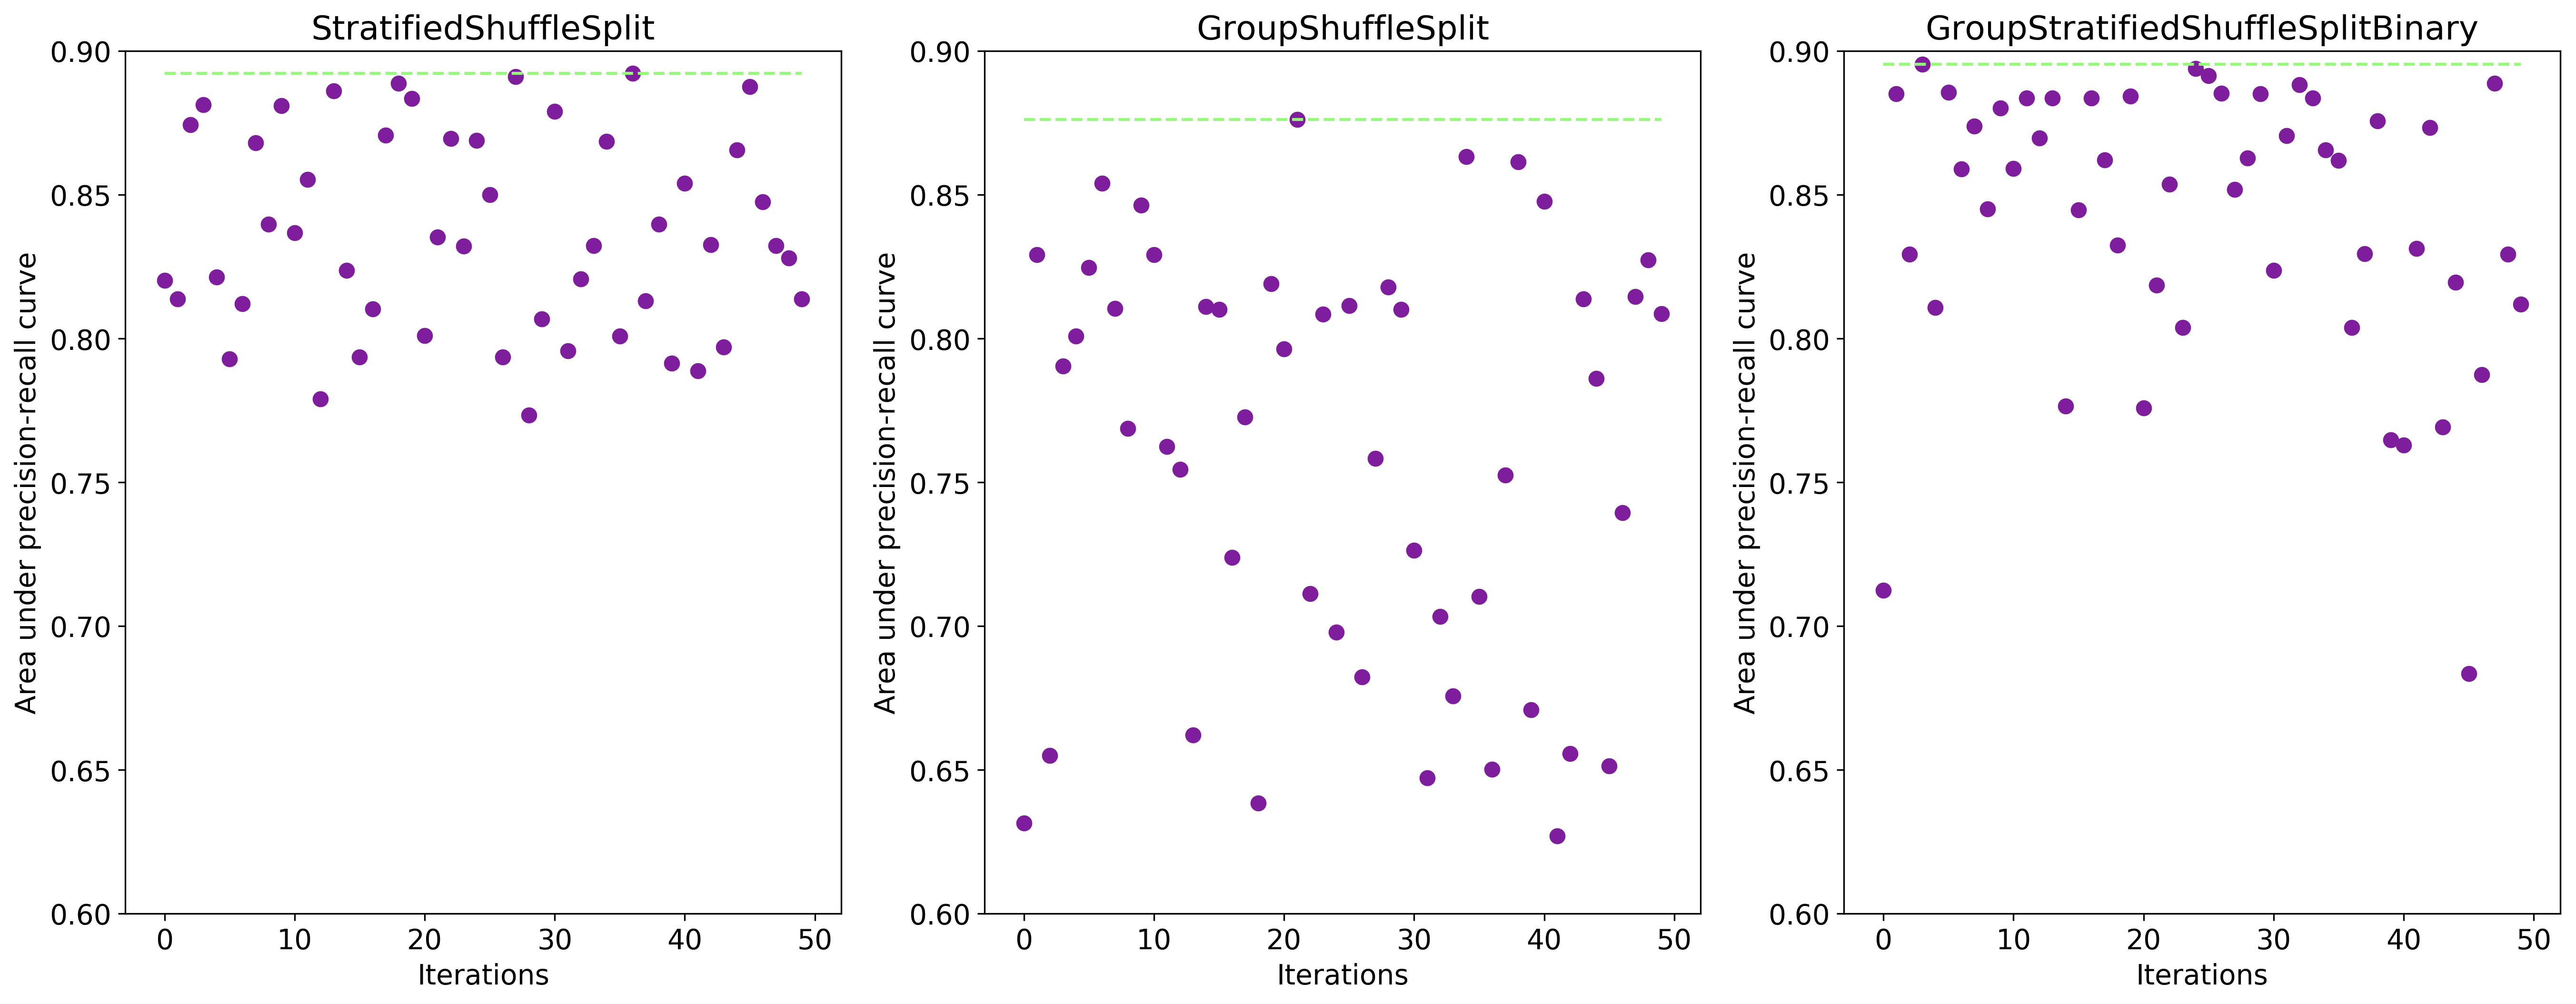 StratifiedShuffleSplit
Area under precision-recall curve
0.90
0.85
0.80
0.75
0.70
0.65
0.60
0 10 20 30 40 50
Iterations
GroupShuffleSplit
Area under precision-recall curve
0.90
0.85
0.80
0.75
0.70
0.65
0.60
0 10 20 30 40 50
Iterations
GroupStratifiedShuffleSplitBinary
Area under precision-recall curve
0.90
0.85
0.80
0.75
0.70
0.65
0.60
0 10 20 30 40 50
Iterations